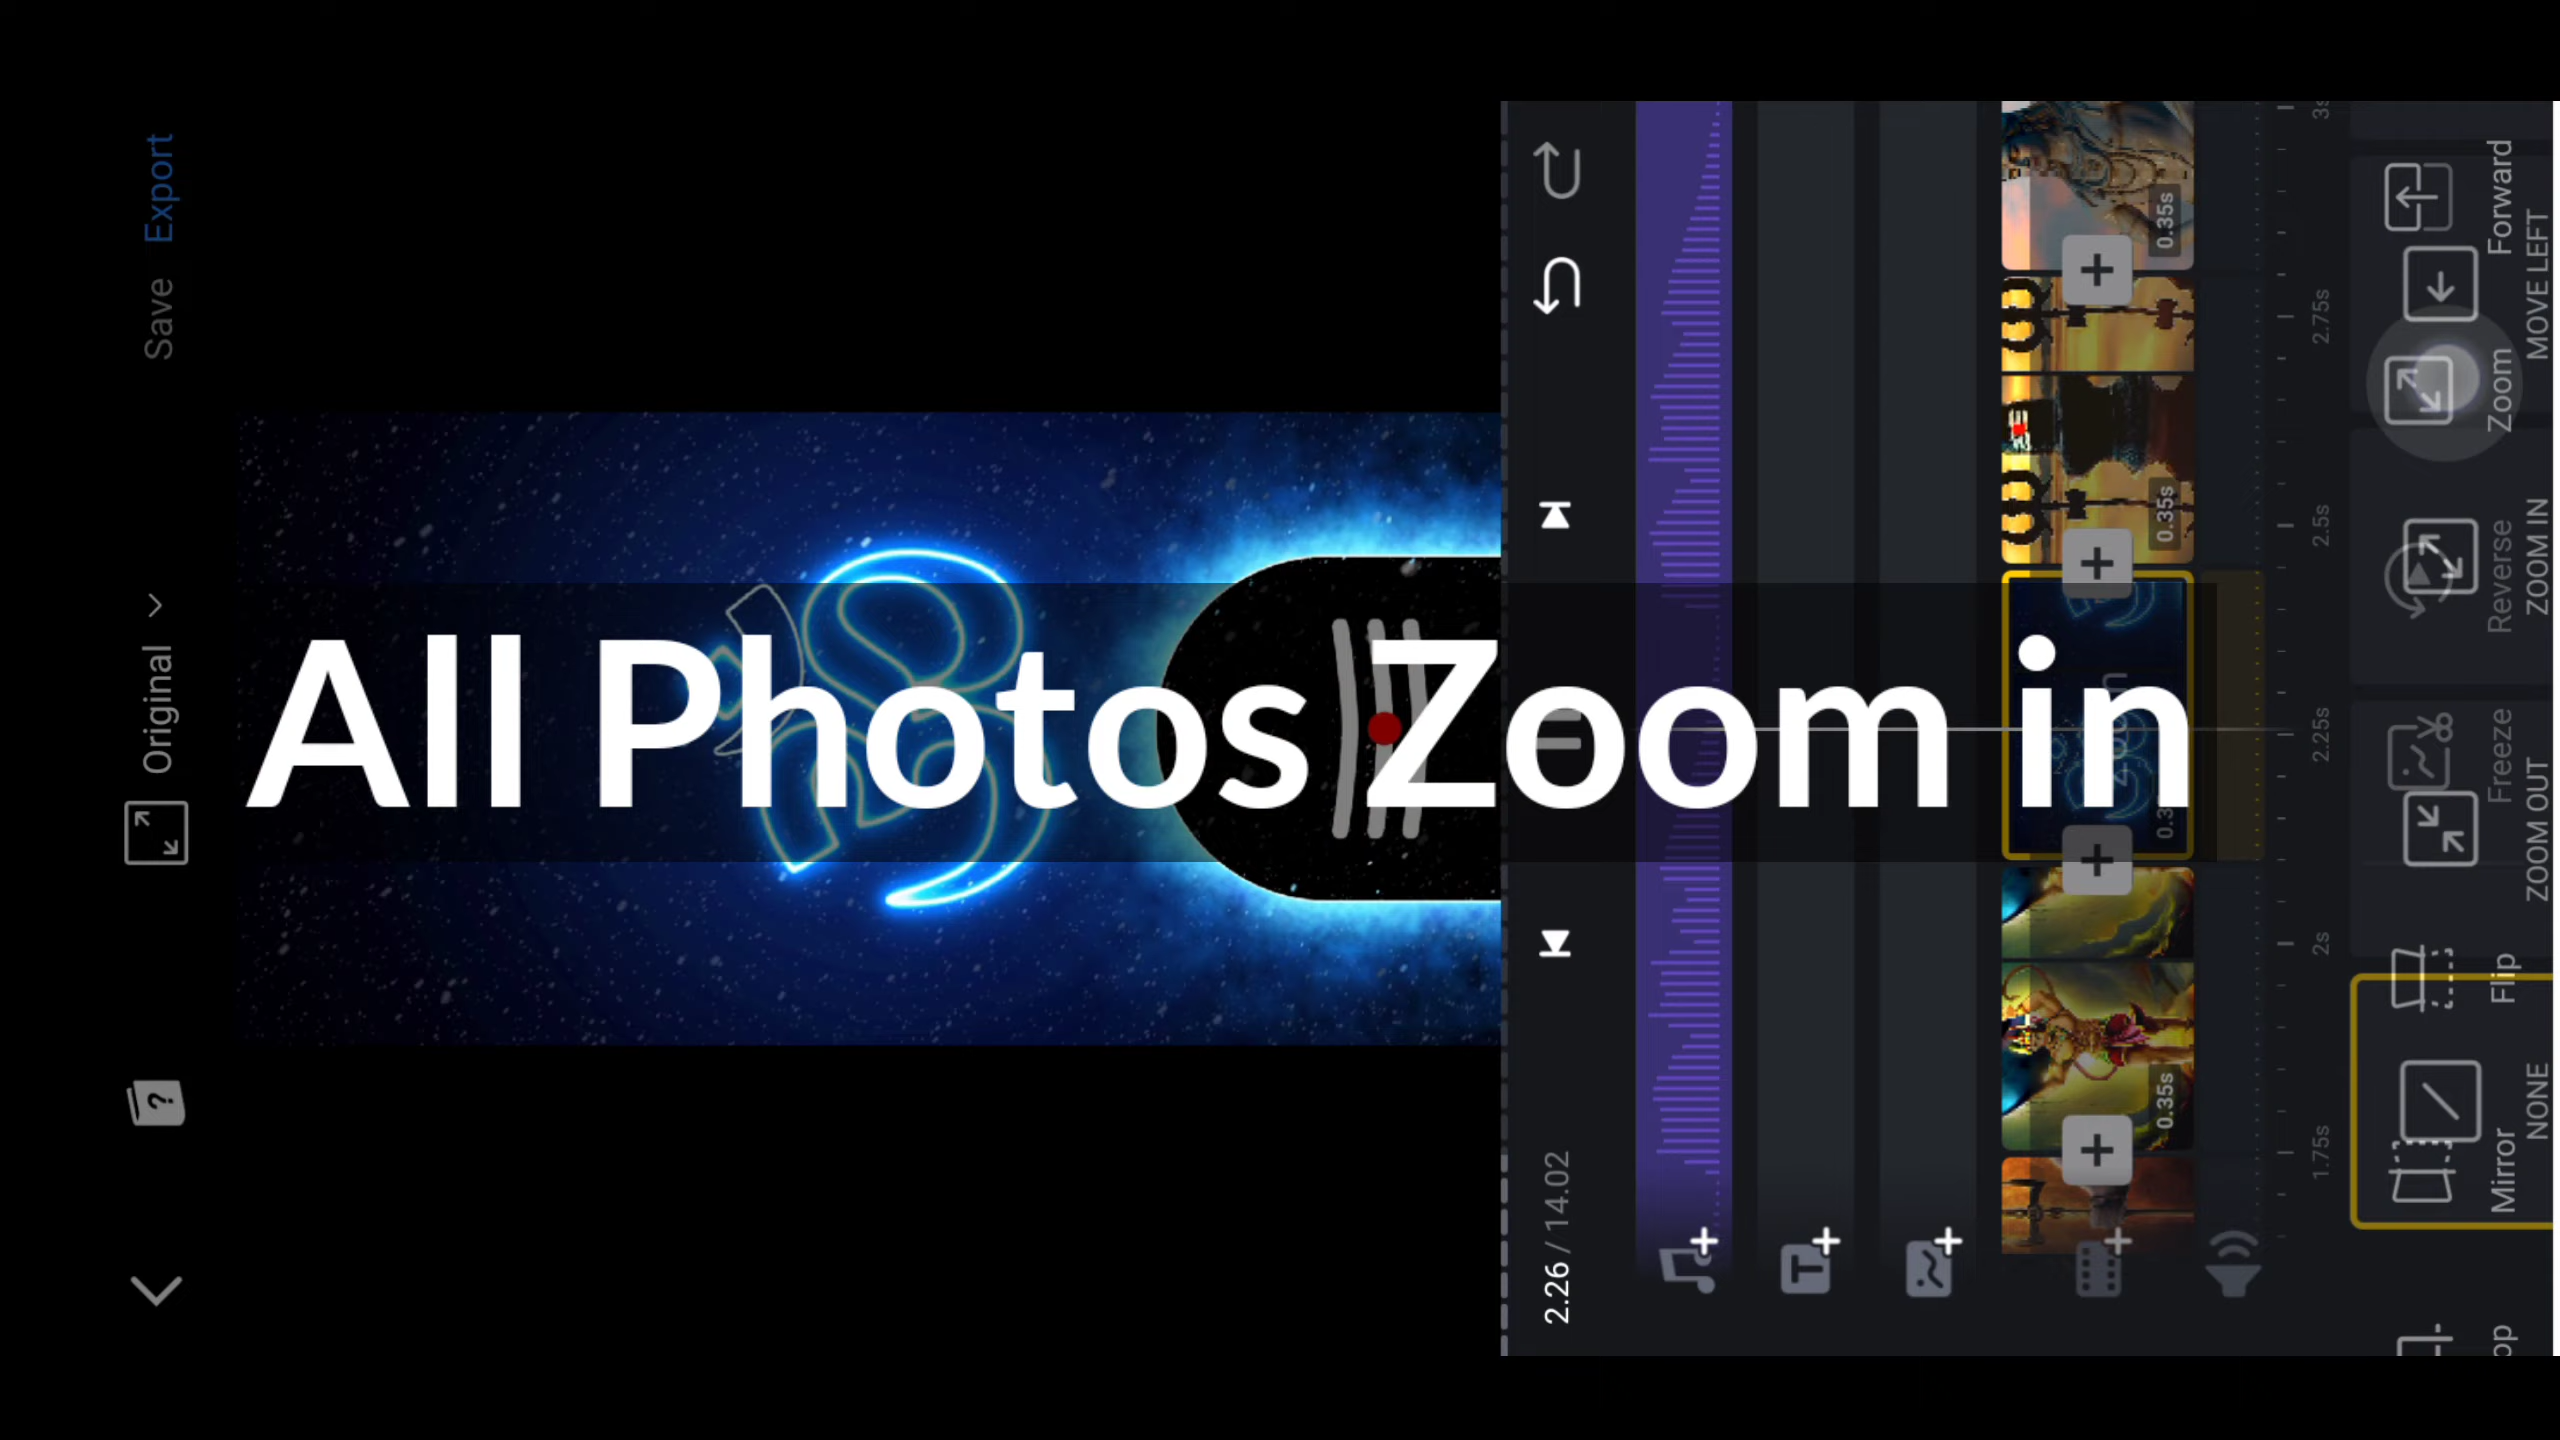 All Photos Zoom in
Save Export
Original
?
2.26 / 14.02
T
0.35s
0.35s
0.35s
1.75s
2s
2.25s
2.5s
2.75s
Mirror
Flip
Freeze
Reverse
Zoom
Forward
NONE
ZOOM OUT
ZOOM IN
MOVE LEFT